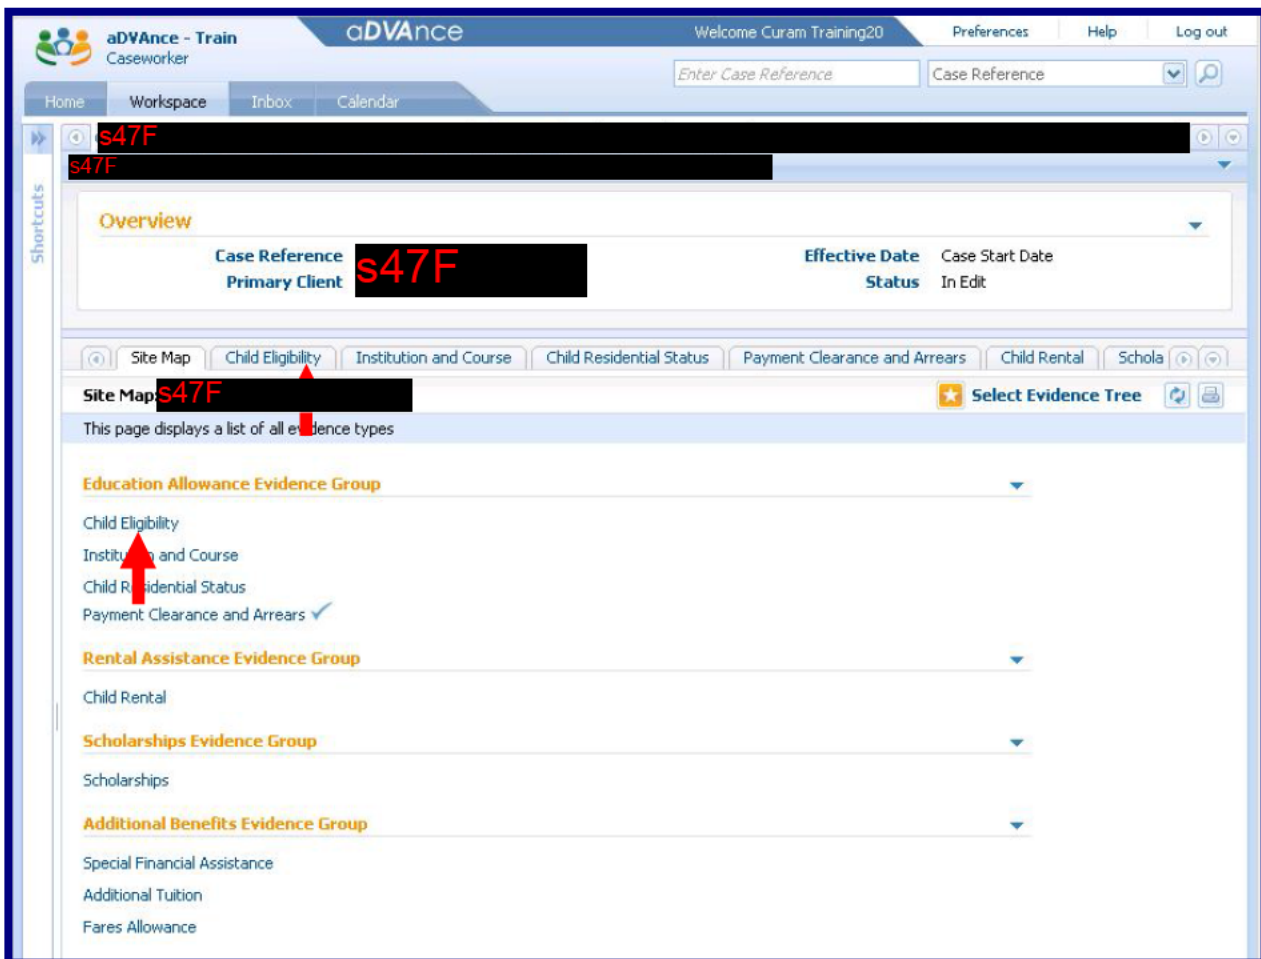 aDVAnce - Train
Caseworker
aDVAnce
Welcome Curam Training20
Preferences
Help
Log out
Enter Case Reference
Case Reference
Home
Workspace
Inbox
Calendar
s47F
s47F
Shortcuts
Overview
Case Reference
s47F
Effective Date Case Start Date
Primary Client
Status In Edit
Site Map
Child Eligibility
Institution and Course
Child Residential Status
Payment Clearance and Arrears
Child Rental
Schola
Site Map: s47F
Select Evidence Tree
This page displays a list of all evidence types
Education Allowance Evidence Group
Child Eligibility
Institution and Course
Child Residential Status
Payment Clearance and Arrears
Rental Assistance Evidence Group
Child Rental
Scholarships Evidence Group
Scholarships
Additional Benefits Evidence Group
Special Financial Assistance
Additional Tuition
Fares Allowance